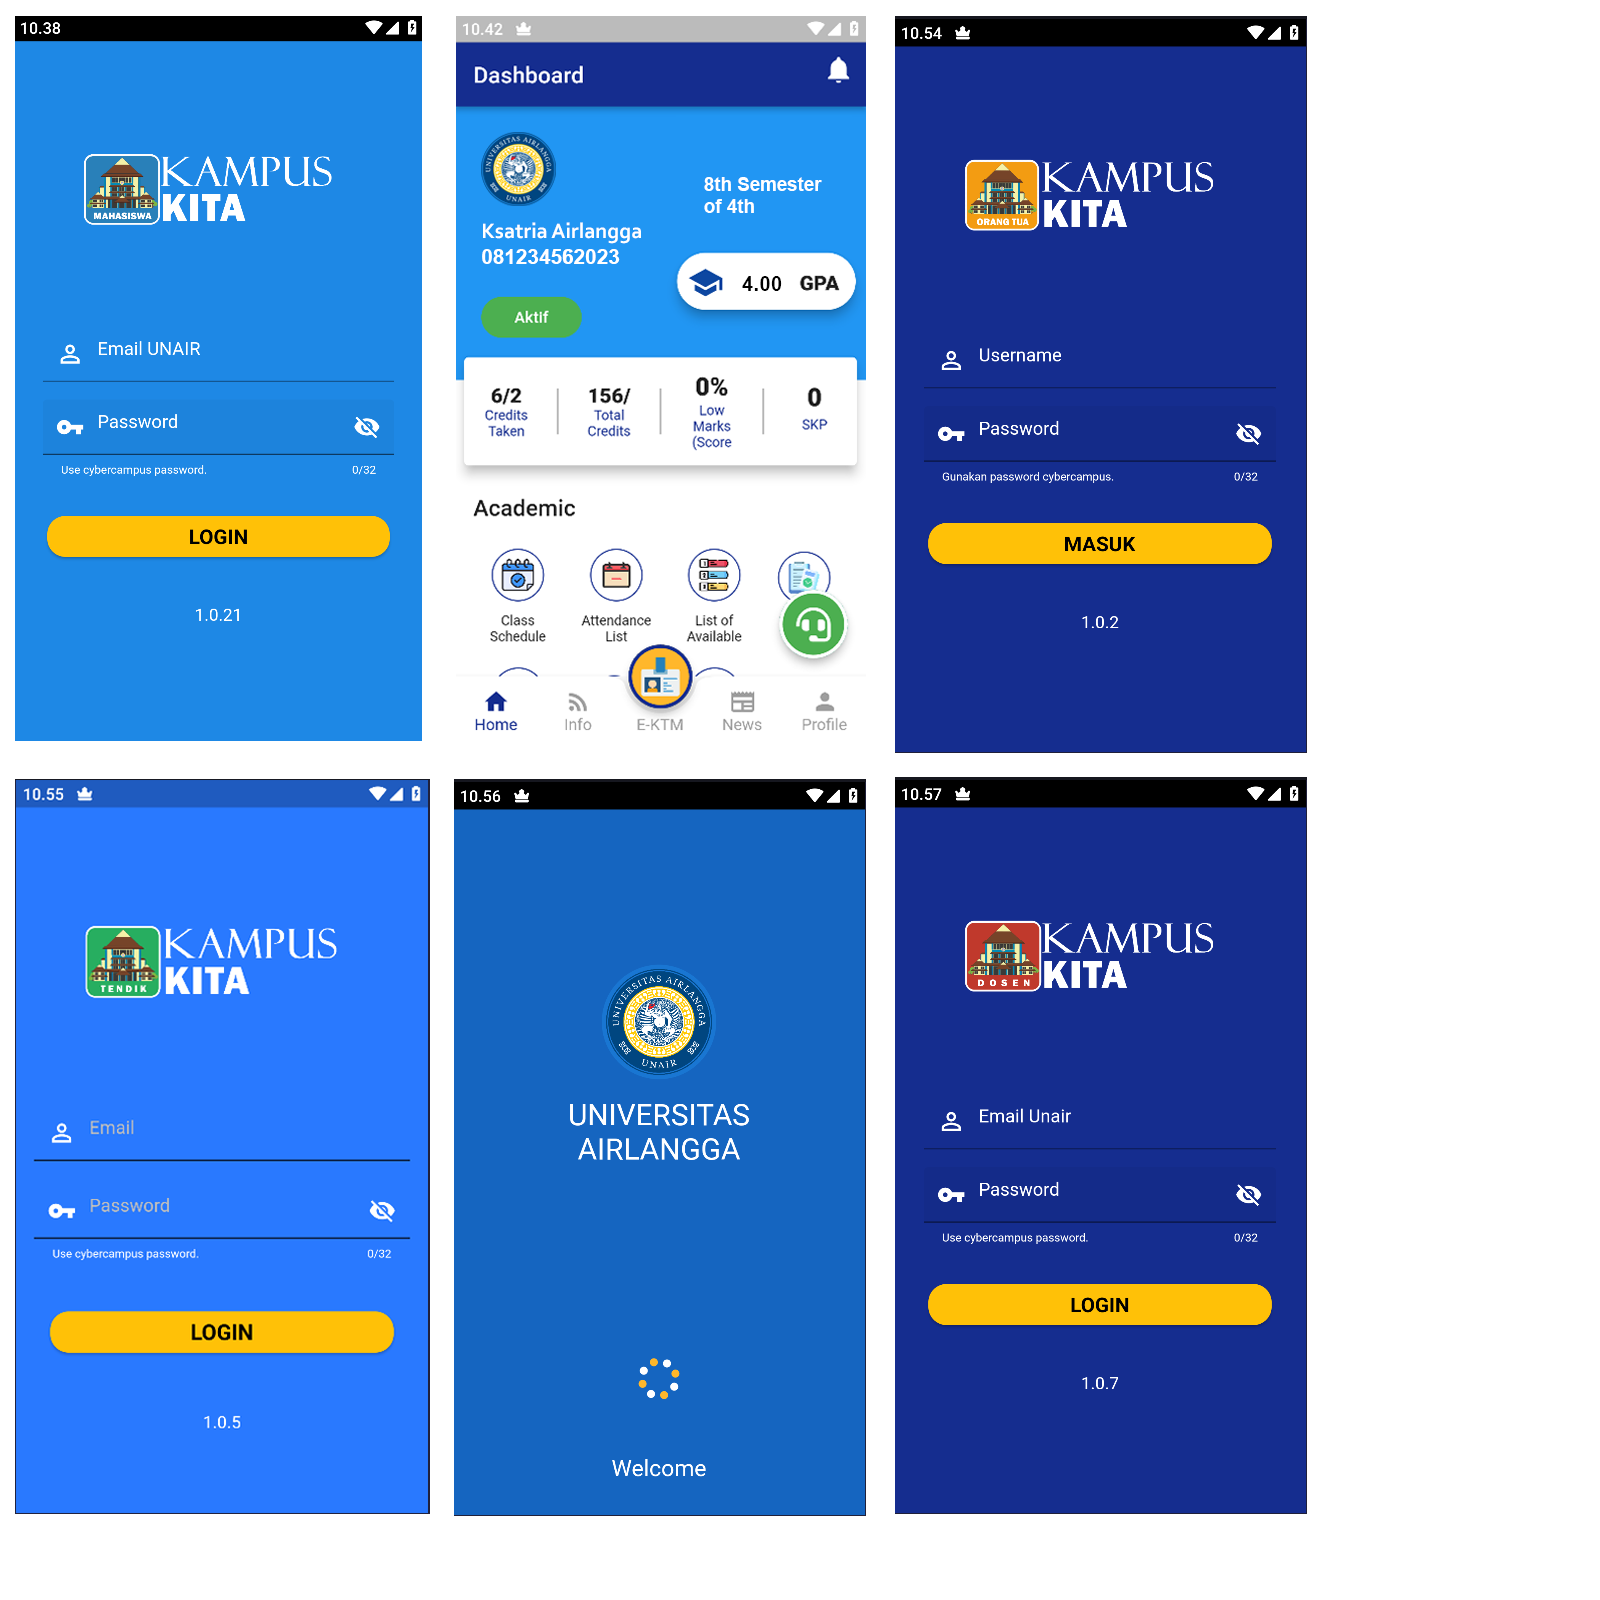 10.38
KAMPUS
KITA
MAHASISWA
Email UNAIR
Password
Use cybercampus password.
0/32
LOGIN
1.0.21
10.42
Dashboard
UNIVERSITAS AIRLANGGA
UNAIR
8th Semester
of 4th
Ksatria Airlangga
081234562023
4.00 GPA
Aktif
6/2
Credits
Taken
156/
Total
Credits
0%
Low
Marks
(Score
0
SKP
Academic
Class
Schedule
Attendance
List
List of
Available
Home
Info
E-KTM
News
Profile
10.54
KAMPUS
KITA
ORANG TUA
Username
Password
Gunakan password cybercampus.
0/32
MASUK
1.0.2
10.55
KAMPUS
KITA
TENDIK
Email
Password
Use cybercampus password.
0/32
LOGIN
1.0.5
10.56
UNIVERSITAS AIRLANGGA
UNAIR
UNIVERSITAS
AIRLANGGA
Welcome
10.57
KAMPUS
KITA
DOSEN
Email Unair
Password
Use cybercampus password.
0/32
LOGIN
1.0.7